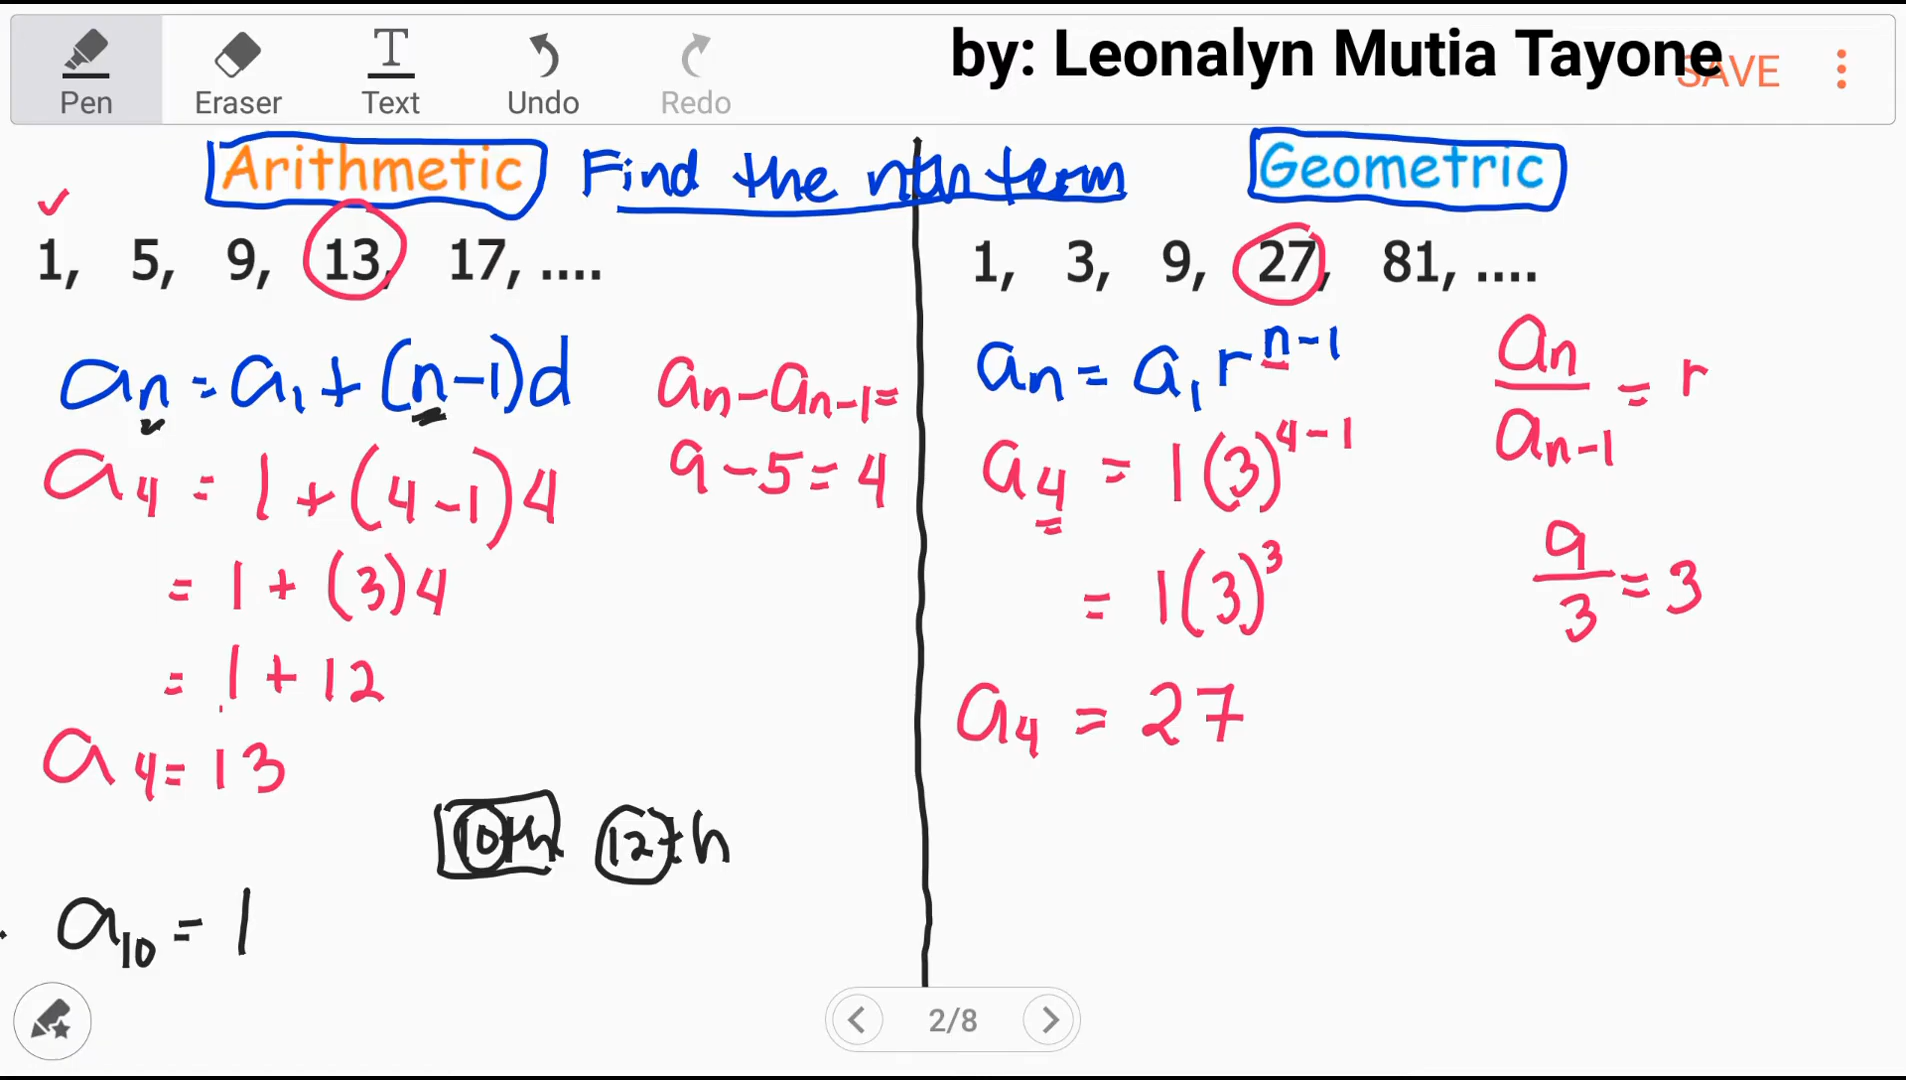 by: Leonalyn Mutia Tayone
SAVE
Pen
Eraser
Text
Undo
Redo
Arithmetic
Find the nth term
Geometric
1, 5, 9, 13, 17, ....
aₙ = a₁ + (n-1)d
aₙ - aₙ₋₁ =
9 - 5 = 4
a₄ = 1 + (4-1)4
= 1 + (3)4
= 1 + 12
a₄ = 13
10th 12th
a₁₀ = 1
1, 3, 9, 27, 81, ....
aₙ = a₁ rⁿ⁻¹
aₙ/aₙ₋₁ = r
a₄ = 1(3)⁴⁻¹
9/3 = 3
= 1(3)³
a₄ = 27
2/8